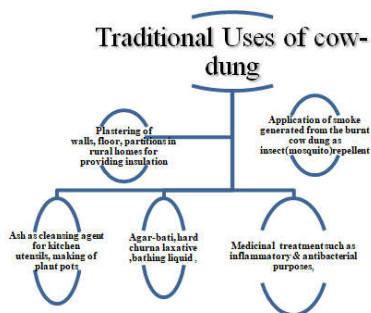 Traditional Uses of cow-
dung
Plastering of
walls, floor, partitions in
rural homes for
providing insulation
Application of smoke
generated from the burnt
cow dung as
insect(mosquito)repellent
Ash as cleansing agent
for kitchen
utensils, making of
plant pots,
Agar-bati, hard
churna laxative
,bathing liquid ,
Medicinal treatment such as
inflammatory & antibacterial
purposes,